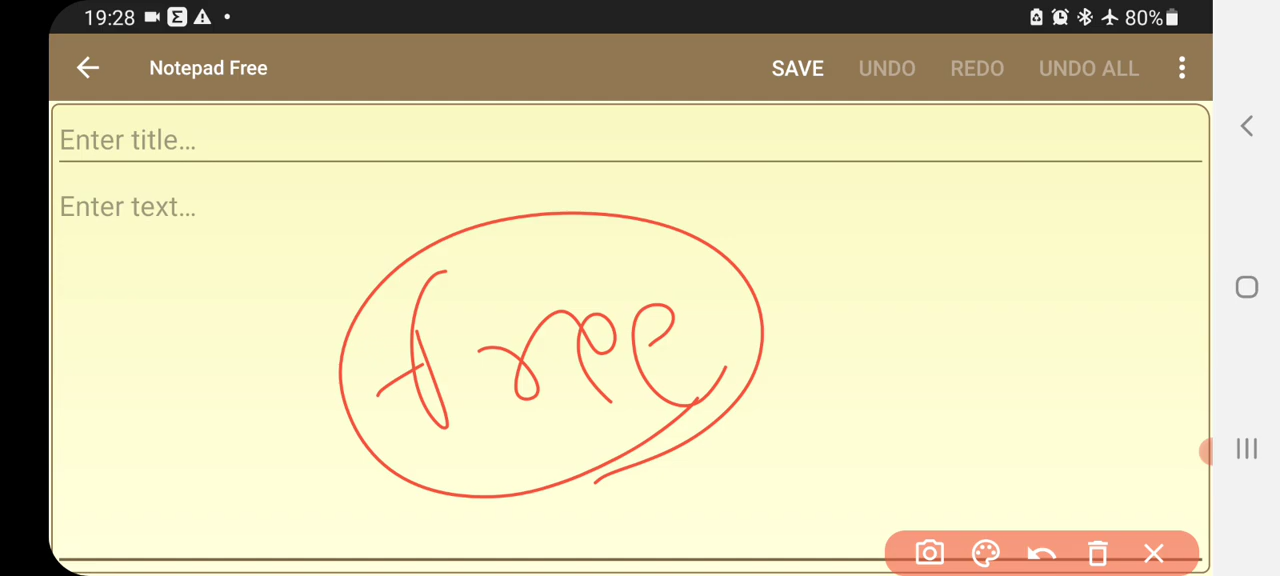 19:28 80%
Notepad Free SAVE UNDO REDO UNDO ALL
Enter title...
Enter text...
free